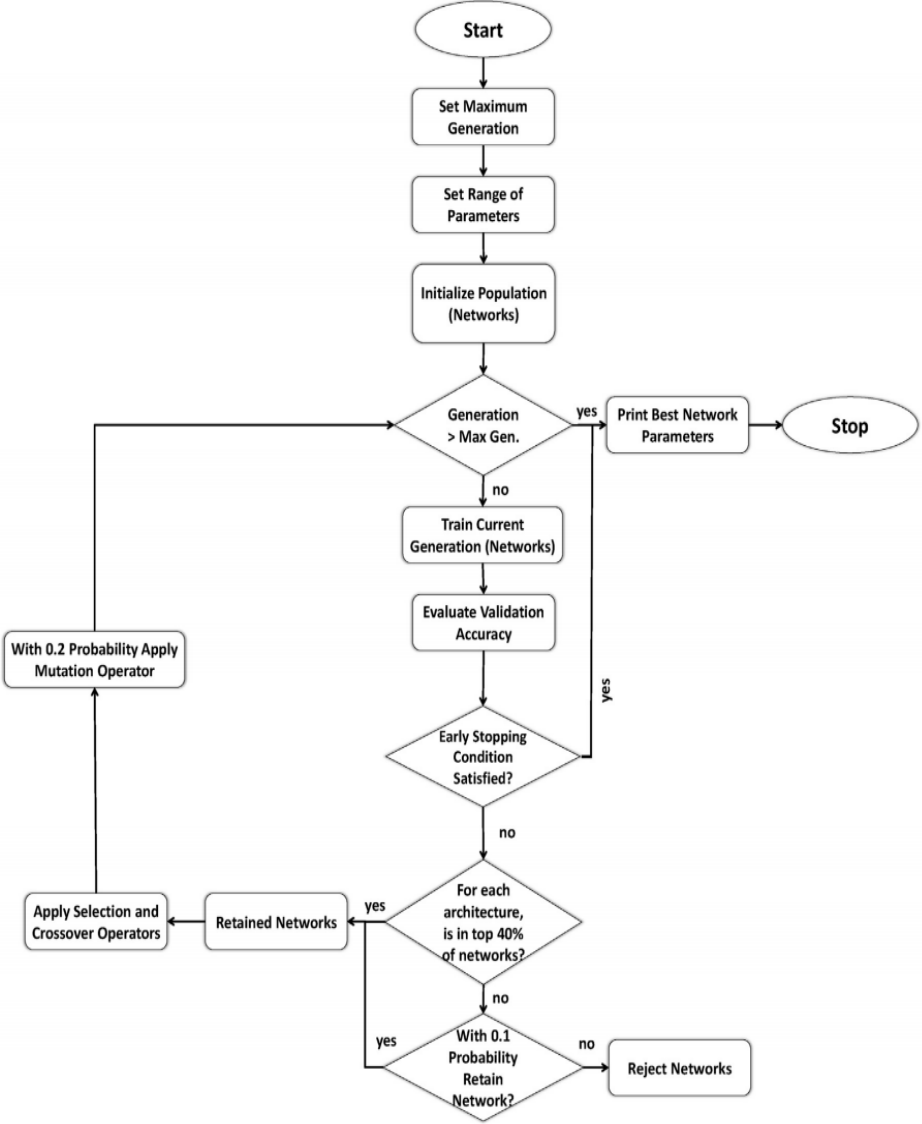 Start
Set Maximum
Generation
Set Range of
Parameters
Initialize Population
(Networks)
Generation
> Max Gen.
yes
Print Best Network
Parameters
Stop
no
Train Current
Generation (Networks)
Evaluate Validation
Accuracy
With 0.2 Probability Apply
Mutation Operator
yes
Early Stopping
Condition
Satisfied?
no
For each
architecture,
is in top 40%
of networks?
yes
Retained Networks
Apply Selection and
Crossover Operators
no
yes
With 0.1
Probability
Retain
Network?
no
Reject Networks